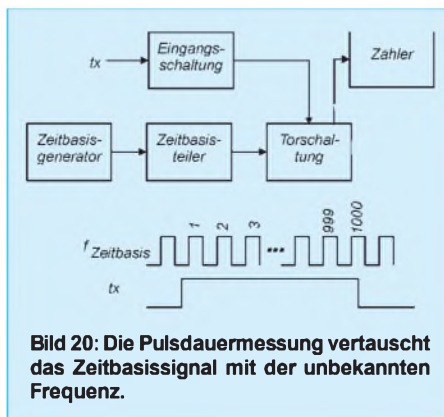 Eingangs-
schaltung
Zähler
tx
Zeitbasis-
generator
Zeitbasis-
teiler
Torschal-
tung
1 2 3 ••• 999 1000
f Zeitbasis
tx
Bild 20: Die Pulsdauermessung vertauscht
das Zeitbasissignal mit der unbekannten
Frequenz.